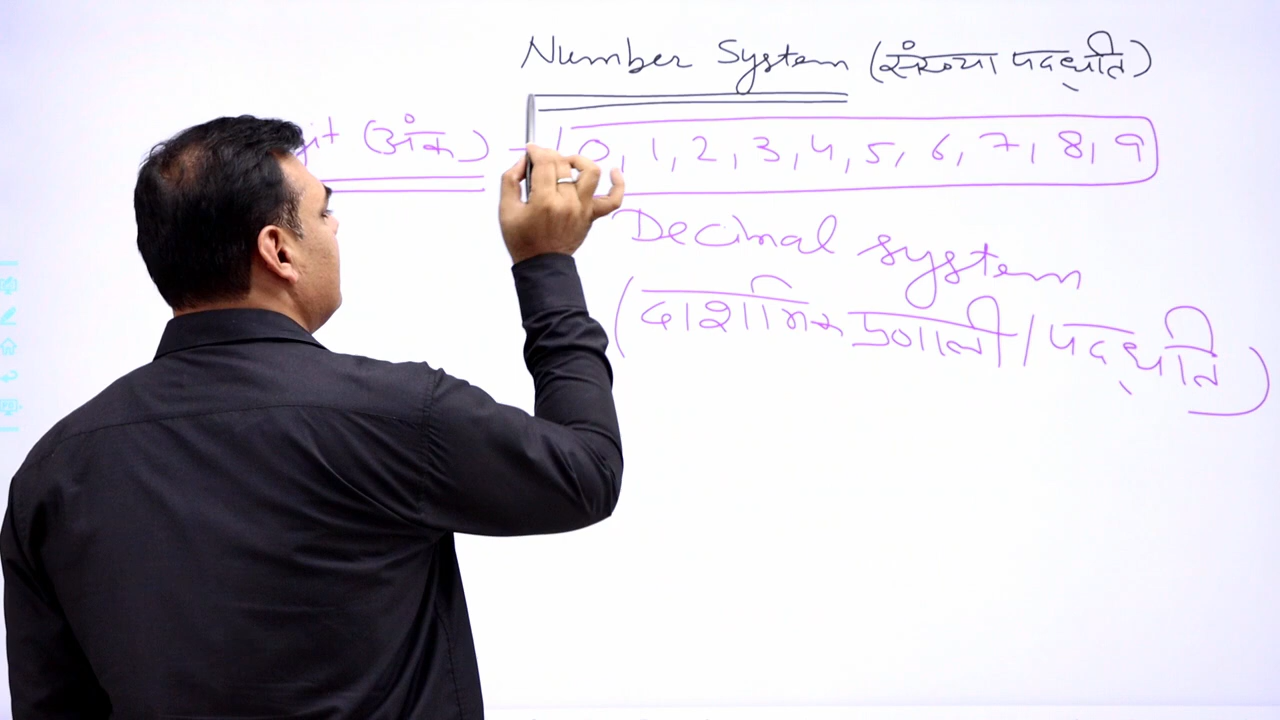 Number System (संख्या पद्धति)
git (अंक) - 0, 1, 2, 3, 4, 5, 6, 7, 8, 9
Decimal system
(दाशमिक प्रणाली / पद्धति)